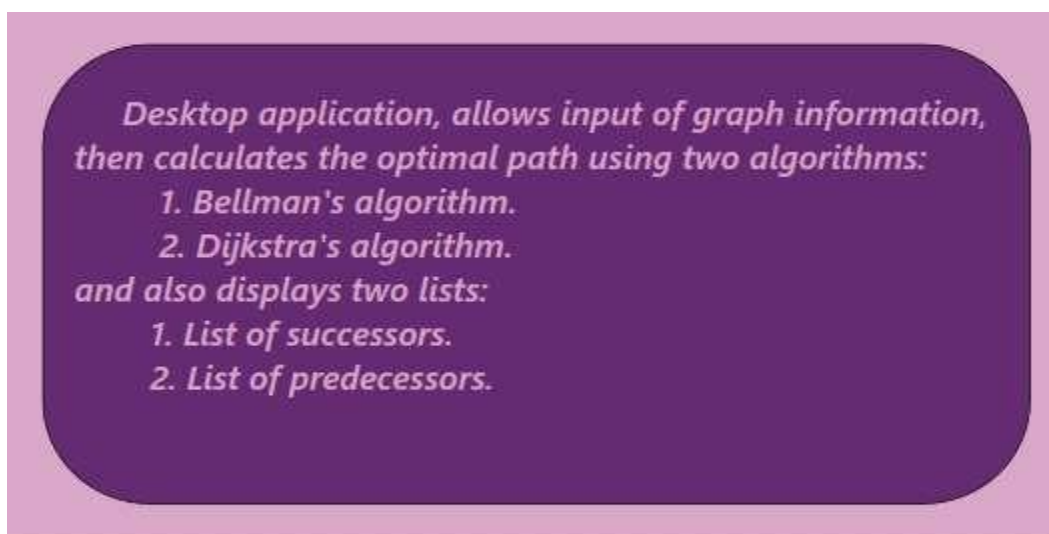 Desktop application, allows input of graph information,
then calculates the optimal path using two algorithms:
1. Bellman's algorithm.
2. Dijkstra's algorithm.
and also displays two lists:
1. List of successors.
2. List of predecessors.